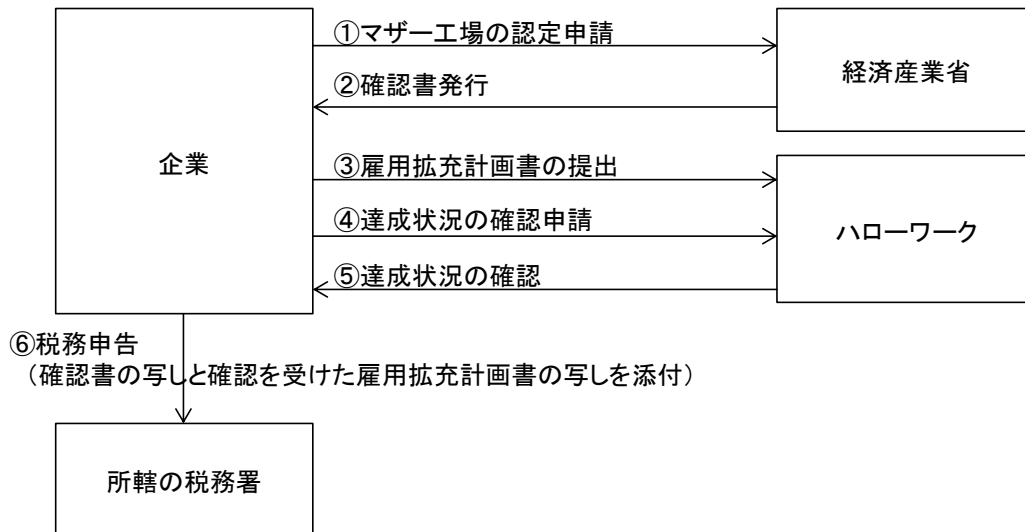 ①マザー工場の認定申請
経済産業省
②確認書発行
企業
③雇用拡充計画書の提出
④達成状況の確認申請
ハローワーク
⑤達成状況の確認
⑥税務申告
(確認書の写しと確認を受けた雇用拡充計画書の写しを添付)
所轄の税務署